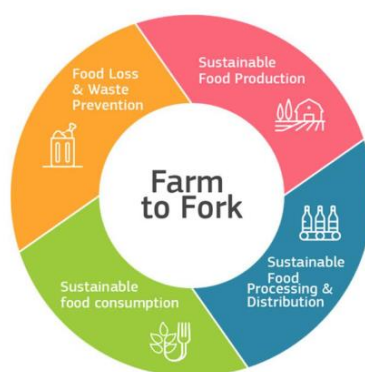 Food Loss
& Waste
Prevention
Sustainable
Food Production
Farm
to Fork
Sustainable
Food
Processing &
Distribution
Sustainable
food consumption